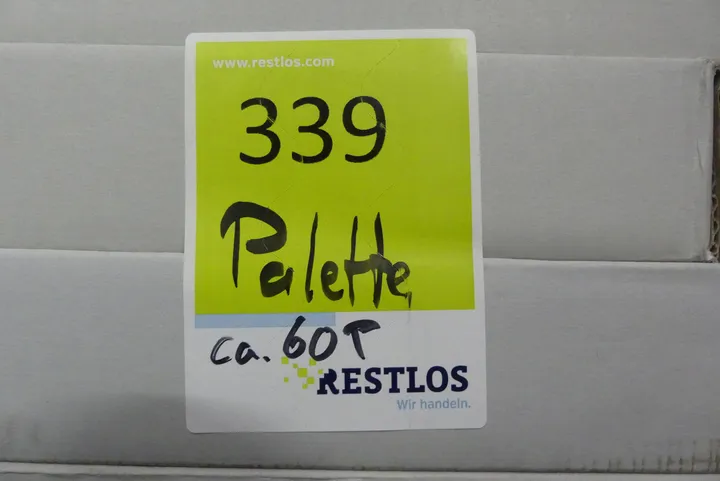 www.restlos.com
339
Palette
ca. 60T
RESTLOS
Wir handeln.